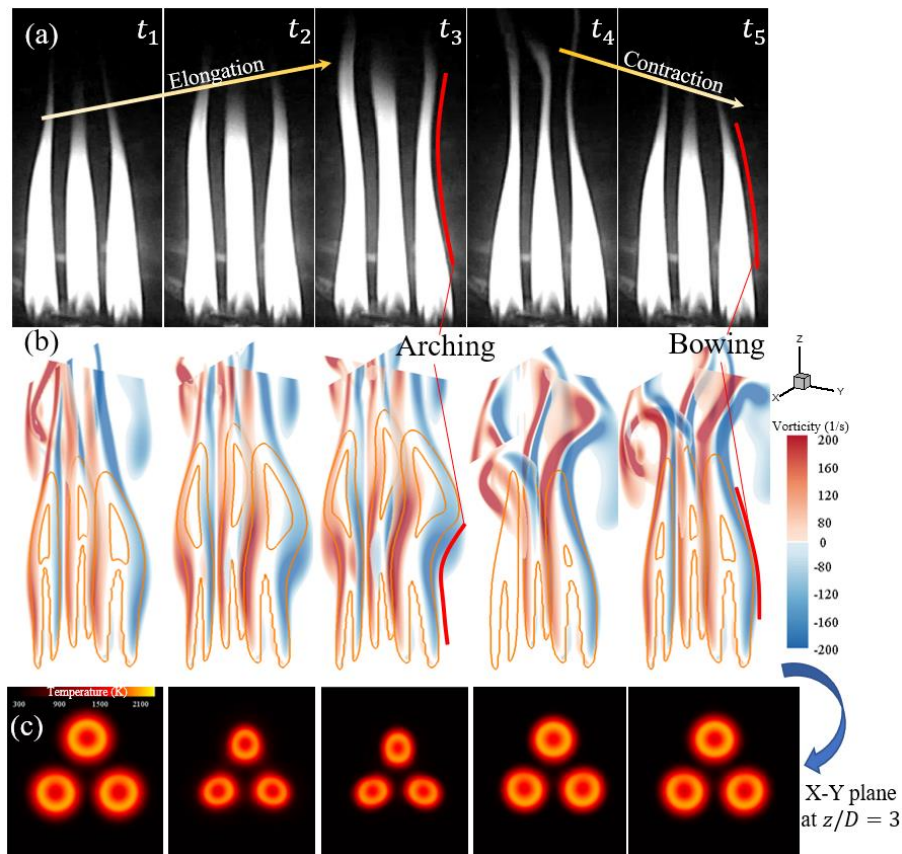 (a)
t₁
t₂
t₃
t₄
t₅
Elongation
Contraction
(b)
Arching
Bowing
Z
X
Y
Vorticity (1/s)
200
160
120
80
0
-80
-120
-160
-200
(c)
Temperature (K)
300 900 1500 2100
X-Y plane
at z/D = 3